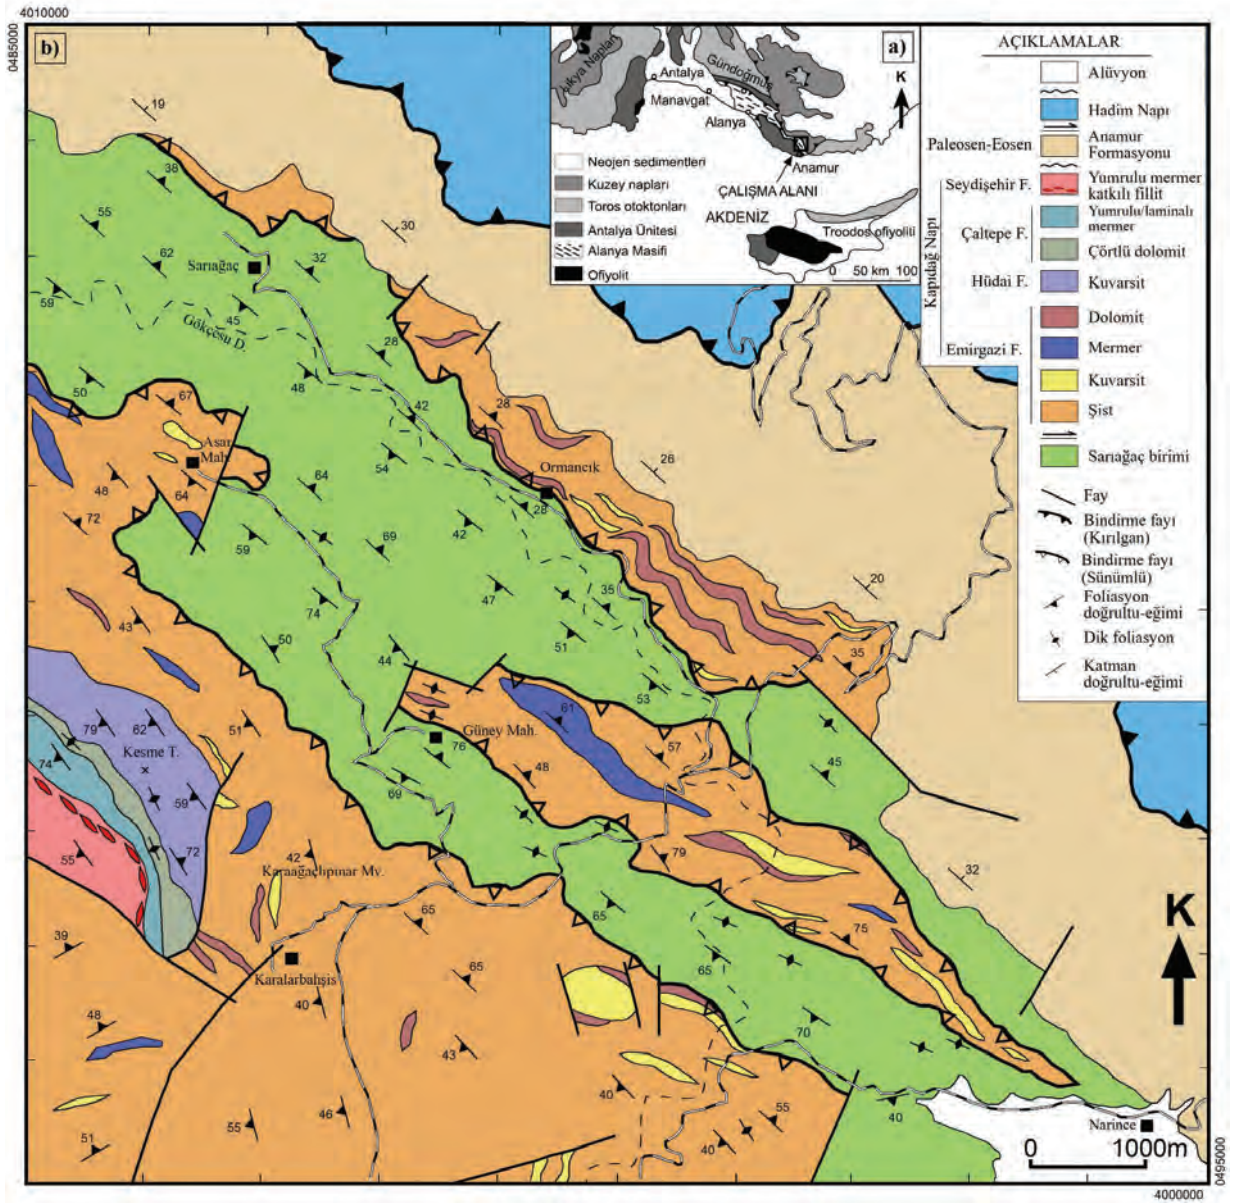 4010000
0485000
b)
a)
Likya Napları
Antalya
Gündoğmuş
Manavgat
Alanya
K
Anamur
ÇALIŞMA ALANI
AKDENİZ
Troodos ofiyoliti
0 50 km 100
Neojen sedimentleri
Kuzey napları
Toros otoktonları
Antalya Ünitesi
Alanya Masifi
Ofiyolit
AÇIKLAMALAR
Alüvyon
Hadim Napı
Paleosen-Eosen
Anamur
Formasyonu
Kapıdağ Napı
Seydişehir F.
Yumrulu mermer
katkılı fillit
Çaltepe F.
Yumrulu/laminalı
mermer
Çörtlü dolomit
Hüdai F.
Kuvarsit
Emirgazi F.
Dolomit
Mermer
Kuvarsit
Şist
Sarıağaç birimi
Fay
Bindirme fayı
(Kırılgan)
Bindirme fayı
(Sünümlü)
Foliasyon
doğrultu-eğimi
Dik foliasyon
Katman
doğrultu-eğimi
19
38
55
30
62
Sarıağaç
32
59
45
Gökçesu D.
28
48
50
67
42
28
Asar
Mah.
54
Ormancık
26
48
64
64
28
72
59
69
42
20
74
47
35
43
50
44
51
35
53
61
79
62
51
Güney Mah.
57
Kesme T.
76
45
74
48
59
69
55
72
42
79
32
Karaağaçlıpınar Mv.
65
65
75
K
39
Karalarbahşis
65
65
40
48
70
43
40
55
46
55
40
40
51
Narince
0 1000m
0495000
4000000